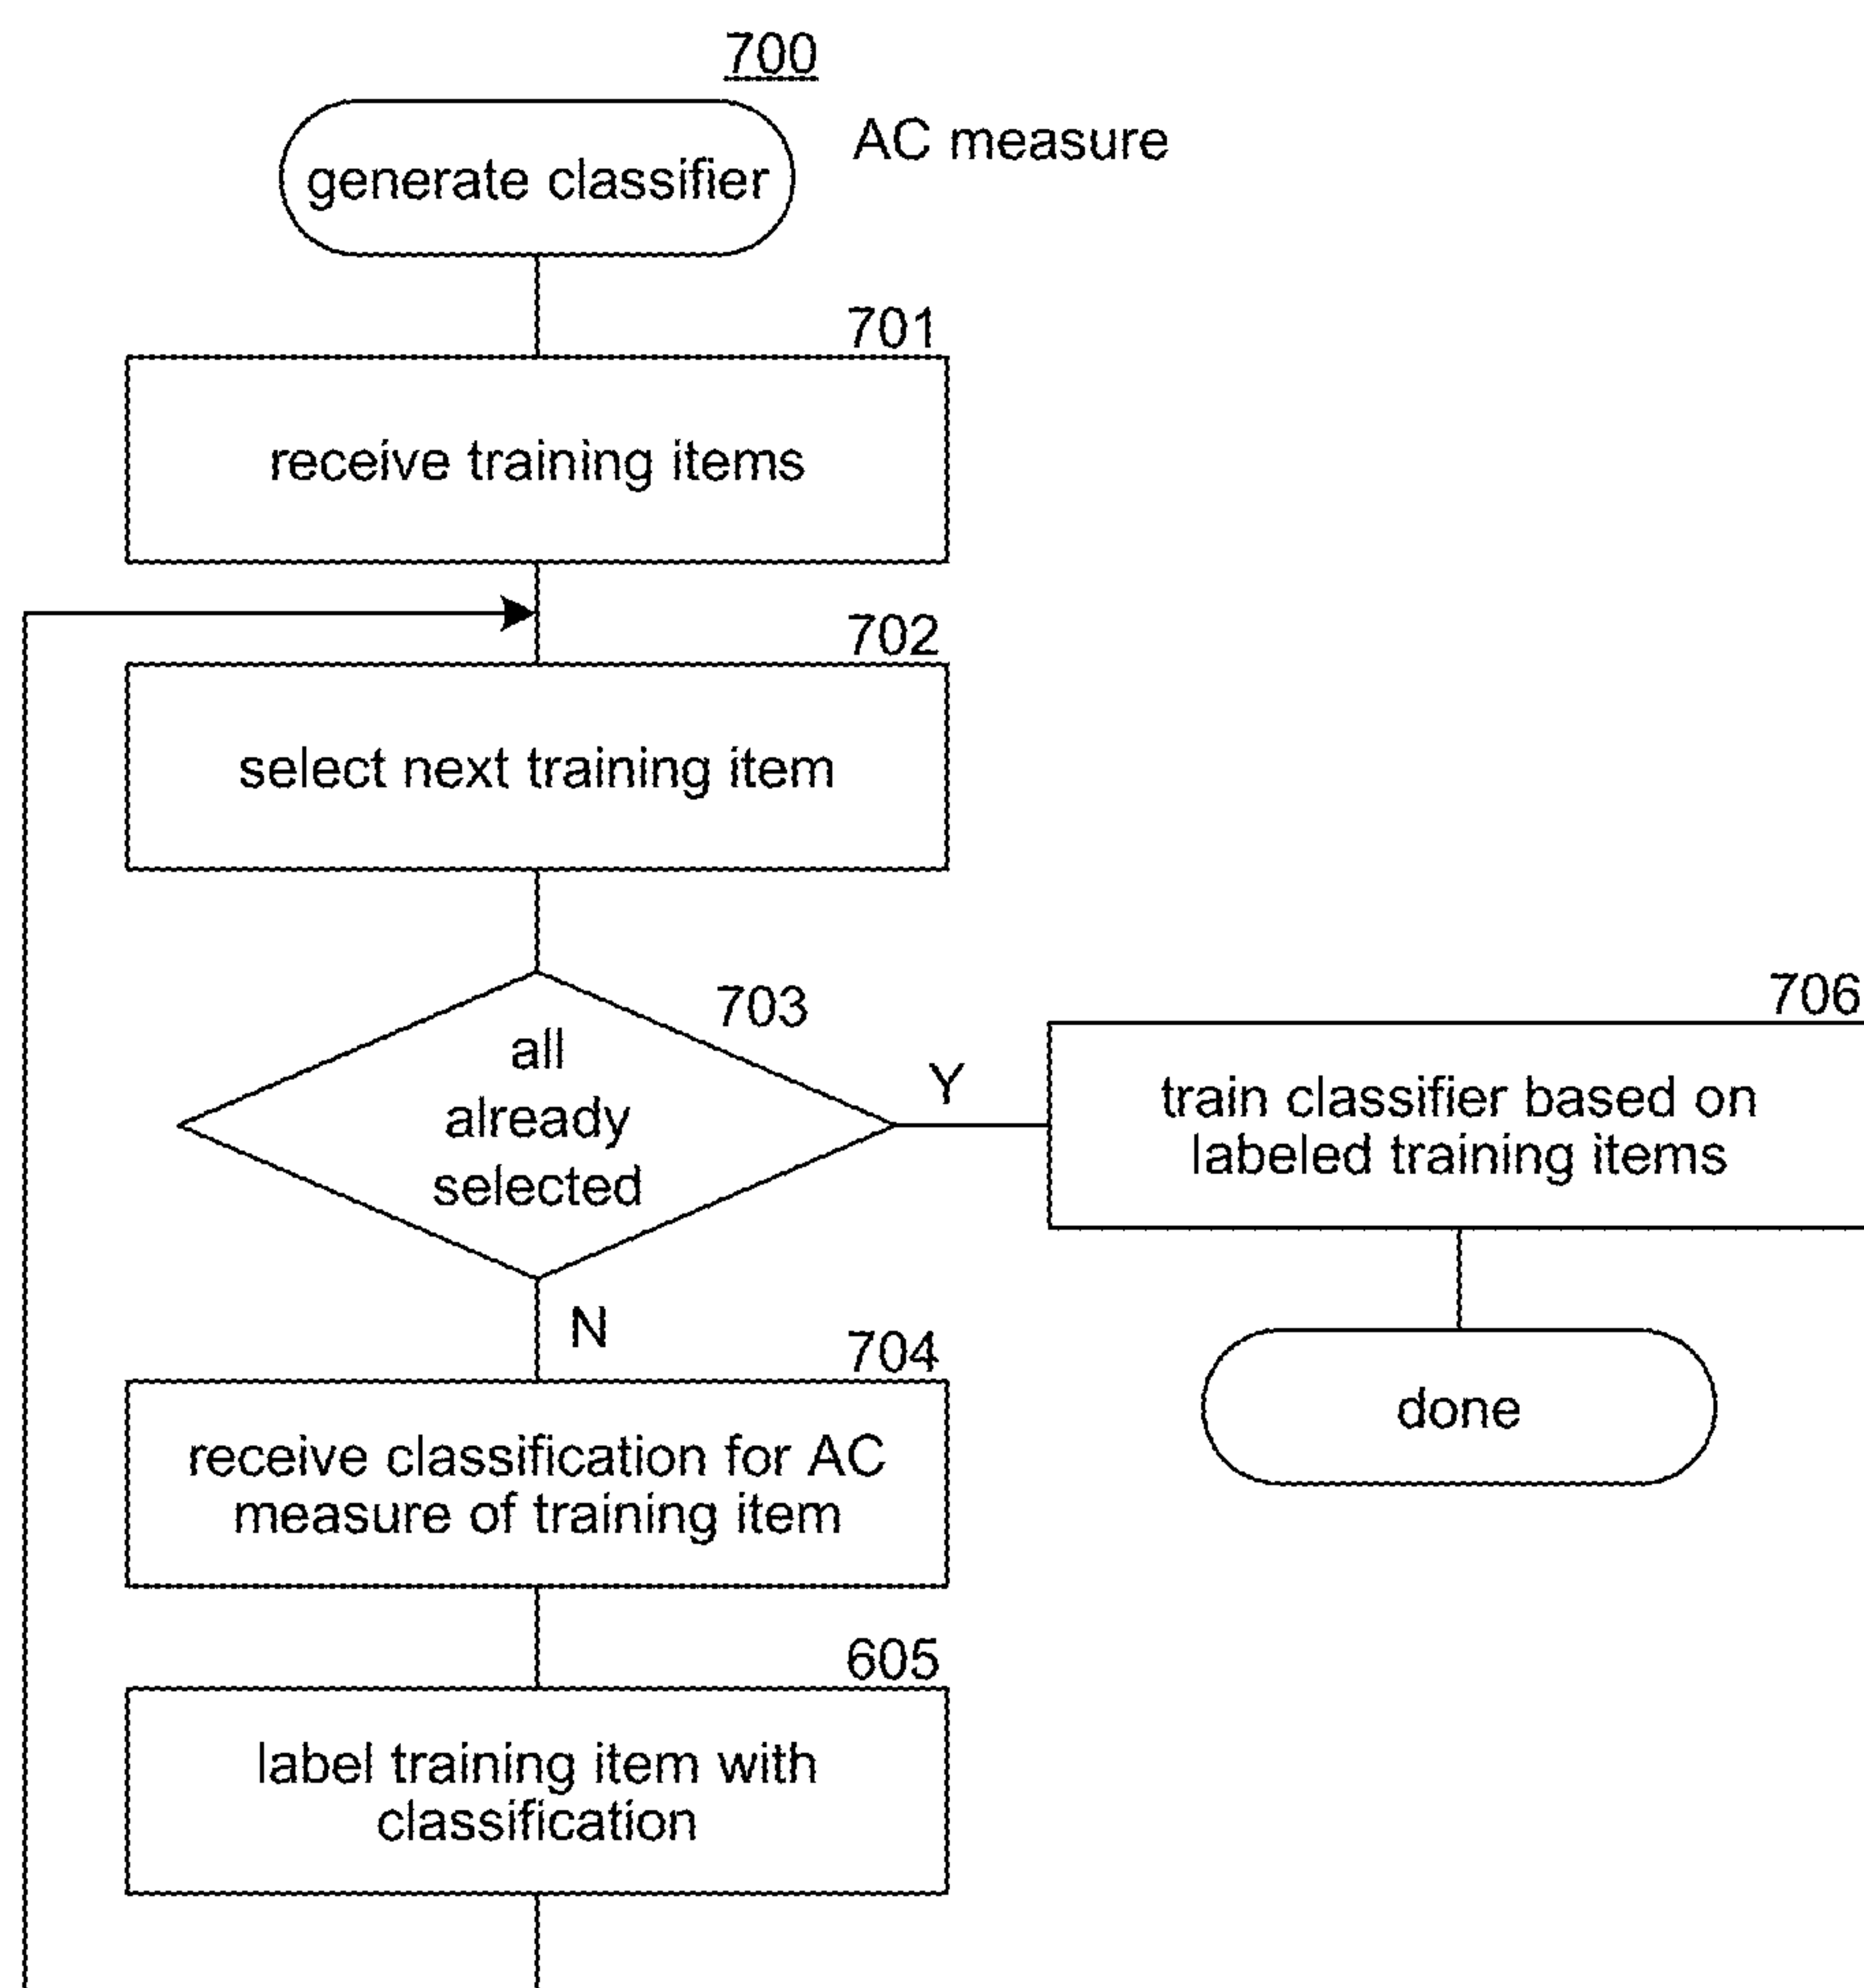 700
generate classifier
AC measure
701
receive training items
702
select next training item
703
all
already
selected
Y
706
train classifier based on
labeled training items
done
N
704
receive classification for AC
measure of training item
605
label training item with
classification